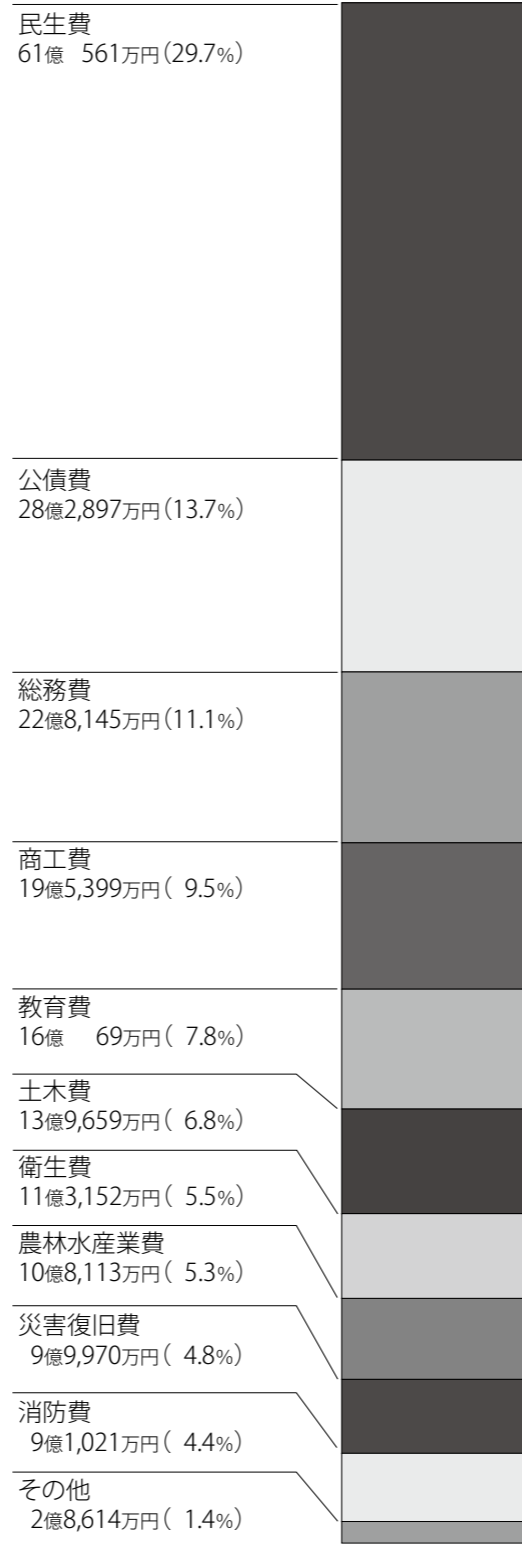 民生費
61億 561万円(29.7%)
公債費
28億2,897万円(13.7%)
総務費
22億8,145万円(11.1%)
商工費
19億5,399万円( 9.5%)
教育費
16億 69万円( 7.8%)
土木費
13億9,659万円( 6.8%)
衛生費
11億3,152万円( 5.5%)
農林水産業費
10億8,113万円( 5.3%)
災害復旧費
9億9,970万円( 4.8%)
消防費
9億1,021万円( 4.4%)
その他
2億8,614万円( 1.4%)